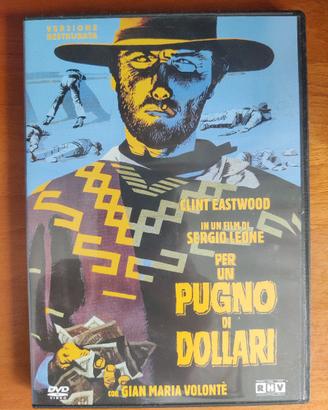 VERSIONE
RESTAURATA
CLINT EASTWOOD
IN UN FILM DI
SERGIO LEONE
PER
UN
PUGNO
DI
DOLLARI
CON GIAN MARIA VOLONTÈ
DVD
VIDEO
RHV